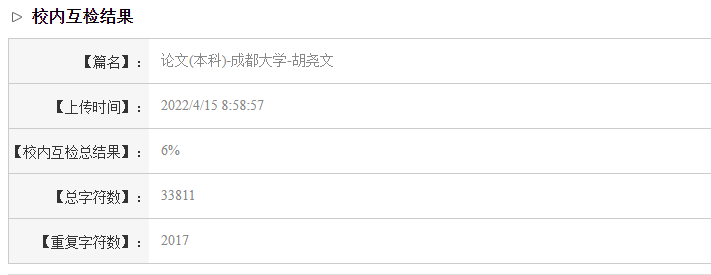 校内互检结果
【篇名】： 论文(本科)-成都大学-胡尧文
【上传时间】： 2022/4/15 8:58:57
【校内互检总结果】： 6%
【总字符数】： 33811
【重复字符数】： 2017